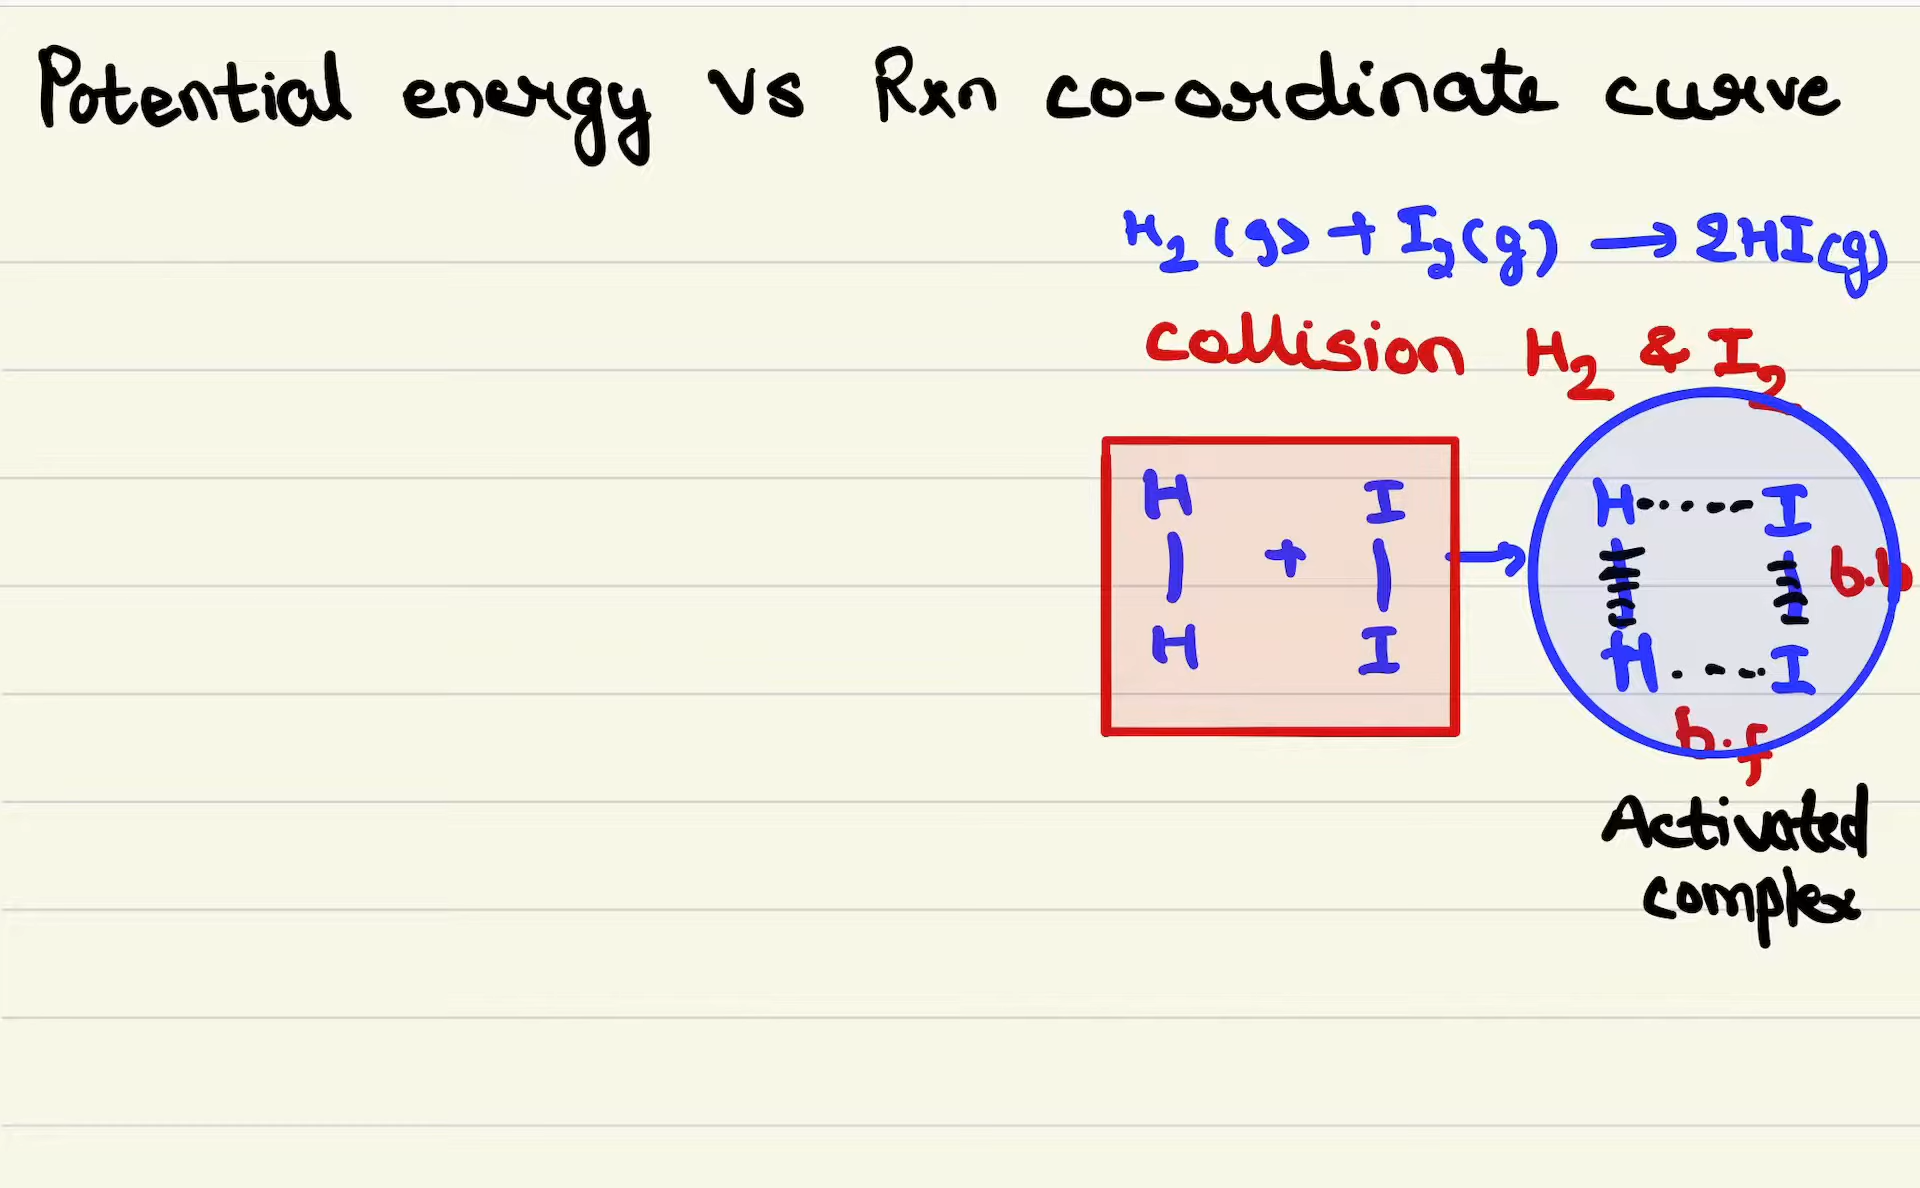 Potential energy vs Rxn co-ordinate curve
H₂(g) + I₂(g) → 2HI(g)
Collision H₂ & I₂
H I
+ →
H I
H·····I
b.b
H····I
b.f
Activated
complex